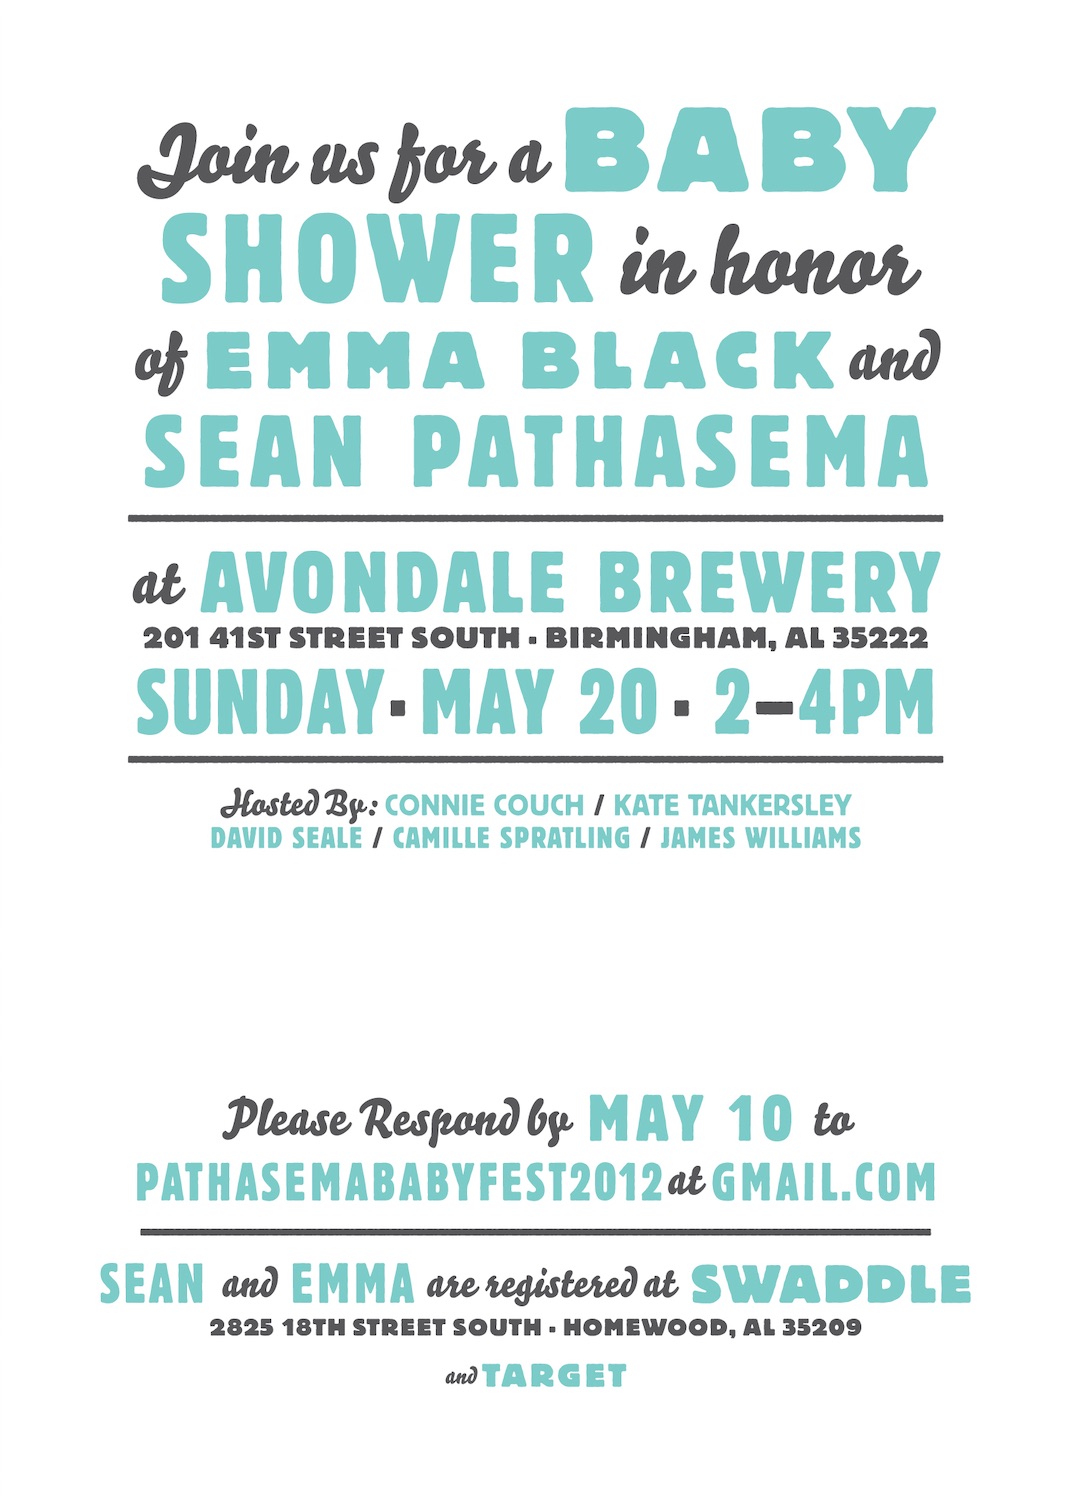 Join us for a BABY
SHOWER in honor
of EMMA BLACK and
SEAN PATHASEMA
at AVONDALE BREWERY
201 41ST STREET SOUTH · BIRMINGHAM, AL 35222
SUNDAY · MAY 20 · 2–4PM
Hosted By: CONNIE COUCH / KATE TANKERSLEY
DAVID SEALE / CAMILLE SPRATLING / JAMES WILLIAMS
Please Respond by MAY 10 to
PATHASEMABABYFEST2012 at GMAIL.COM
SEAN and EMMA are registered at SWADDLE
2825 18TH STREET SOUTH · HOMEWOOD, AL 35209
and TARGET